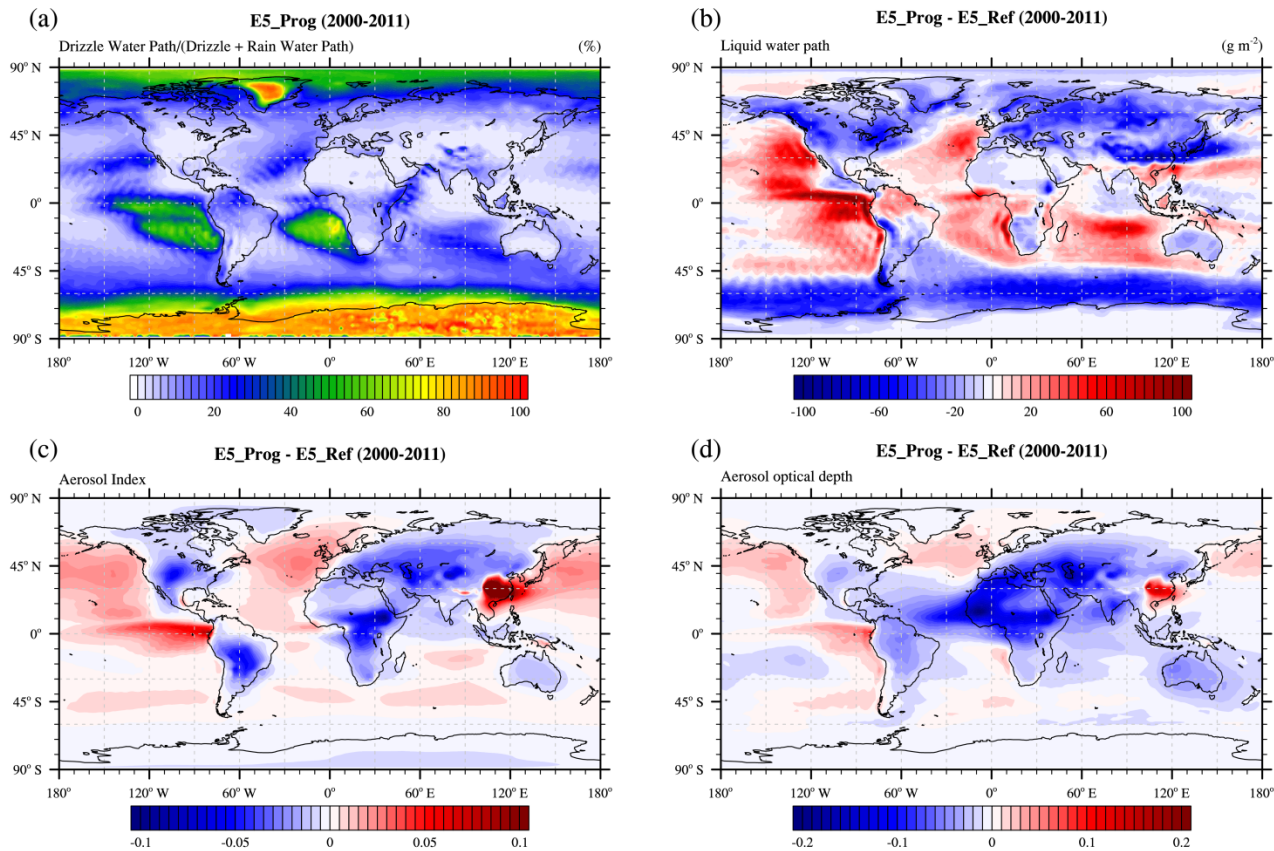 (a)
E5_Prog (2000-2011)
Drizzle Water Path/(Drizzle + Rain Water Path) (%)
90° N
45° N
0°
45° S
90° S
180° 120° W 60° W 0° 60° E 120° E 180°
0 20 40 60 80 100
(b)
E5_Prog - E5_Ref (2000-2011)
Liquid water path (g m⁻²)
90° N
45° N
0°
45° S
90° S
180° 120° W 60° W 0° 60° E 120° E 180°
-100 -60 -20 20 60 100
(c)
E5_Prog - E5_Ref (2000-2011)
Aerosol Index
90° N
45° N
0°
45° S
90° S
180° 120° W 60° W 0° 60° E 120° E 180°
-0.1 -0.05 0 0.05 0.1
(d)
E5_Prog - E5_Ref (2000-2011)
Aerosol optical depth
90° N
45° N
0°
45° S
90° S
180° 120° W 60° W 0° 60° E 120° E 180°
-0.2 -0.1 0 0.1 0.2